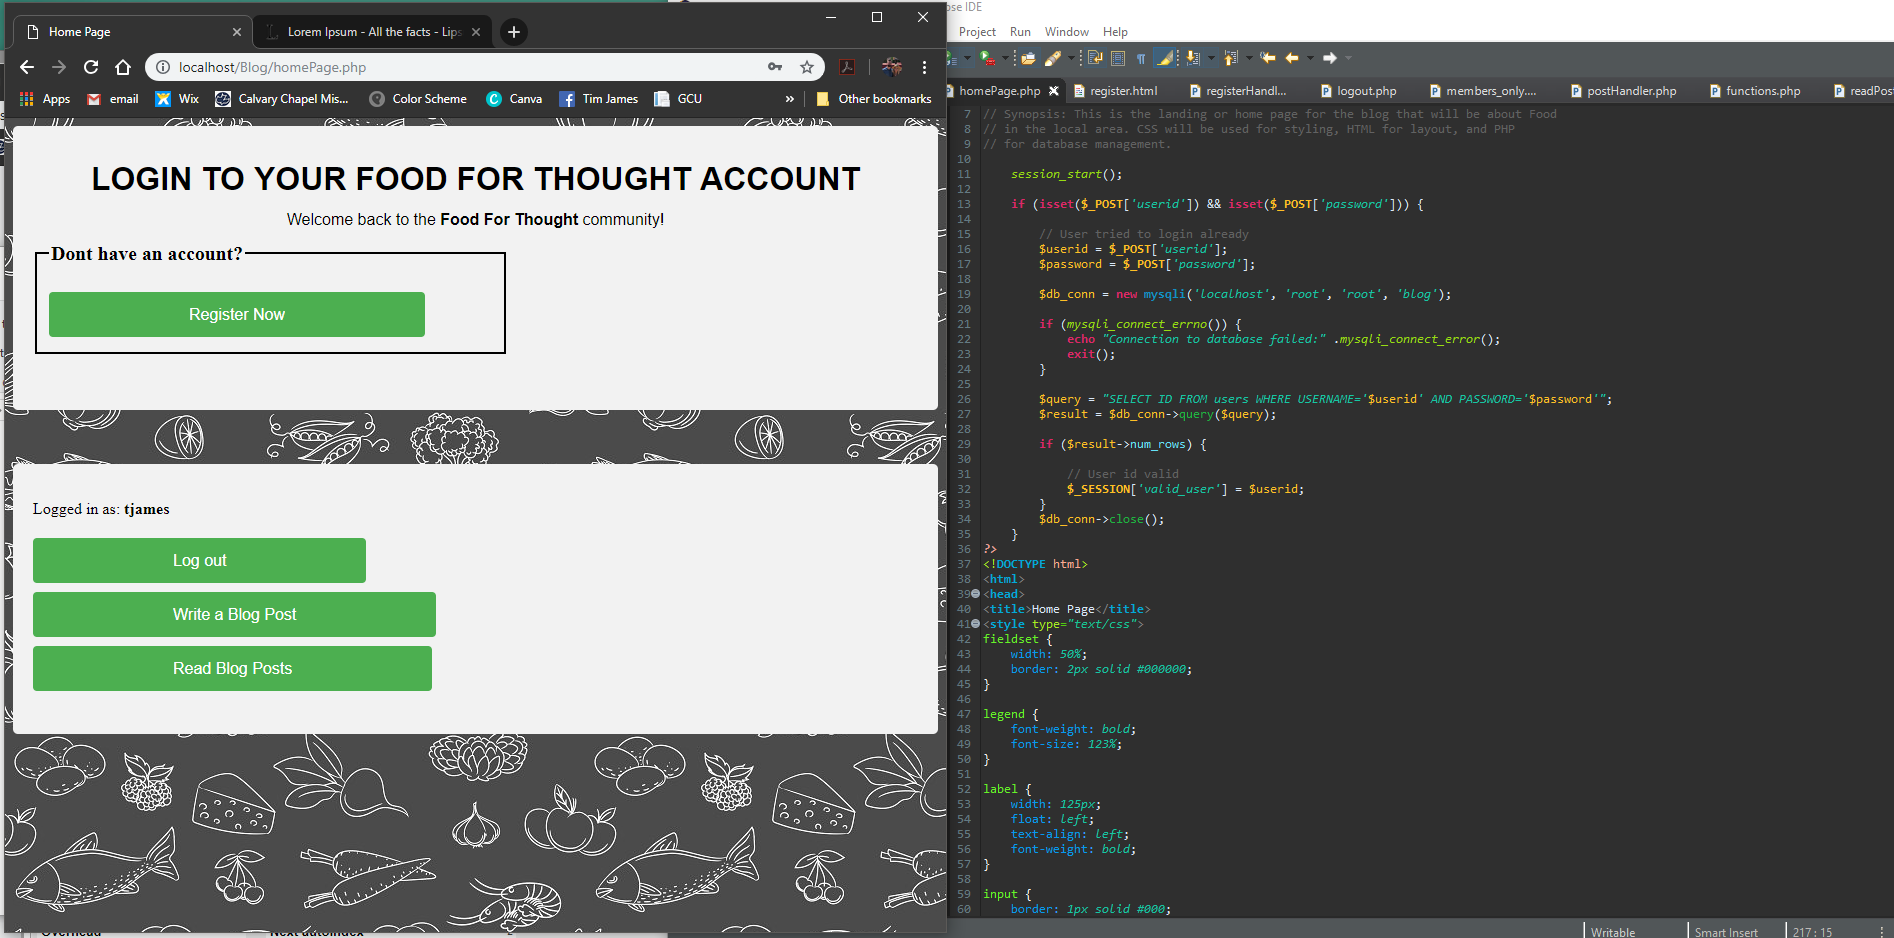 Home Page
Lorem Ipsum - All the facts - Lips
localhost/Blog/homePage.php
Apps
email
Wix
Calvary Chapel Mis...
Color Scheme
Canva
Tim James
GCU
»
Other bookmarks
LOGIN TO YOUR FOOD FOR THOUGHT ACCOUNT
Welcome back to the Food For Thought community!
Dont have an account?
Register Now
Logged in as: tjames
Log out
Write a Blog Post
Read Blog Posts
IDE
Project Run Window Help
homePage.php
register.html
registerHandl...
logout.php
members_only....
postHandler.php
functions.php
readPost
7 // Synopsis: This is the landing or home page for the blog that will be about Food
8 // in the local area. CSS will be used for styling, HTML for layout, and PHP
9 // for database management.
10
11 session_start();
12
13 if (isset($_POST['userid']) && isset($_POST['password'])) {
14
15 // User tried to login already
16 $userid = $_POST['userid'];
17 $password = $_POST['password'];
18
19 $db_conn = new mysqli('localhost', 'root', 'root', 'blog');
20
21 if (mysqli_connect_errno()) {
22 echo "Connection to database failed:" .mysqli_connect_error();
23 exit();
24 }
25
26 $query = "SELECT ID FROM users WHERE USERNAME='$userid' AND PASSWORD='$password'";
27 $result = $db_conn->query($query);
28
29 if ($result->num_rows) {
30
31 // User id valid
32 $_SESSION['valid_user'] = $userid;
33 }
34 $db_conn->close();
35 }
36 ?>
37 <!DOCTYPE html>
38 <html>
39 <head>
40 <title>Home Page</title>
41 <style type="text/css">
42 fieldset {
43 width: 50%;
44 border: 2px solid #000000;
45 }
46
47 legend {
48 font-weight: bold;
49 font-size: 123%;
50 }
51
52 label {
53 width: 125px;
54 float: left;
55 text-align: left;
56 font-weight: bold;
57 }
58
59 input {
60 border: 1px solid #000;
Writable
Smart Insert
217 : 15